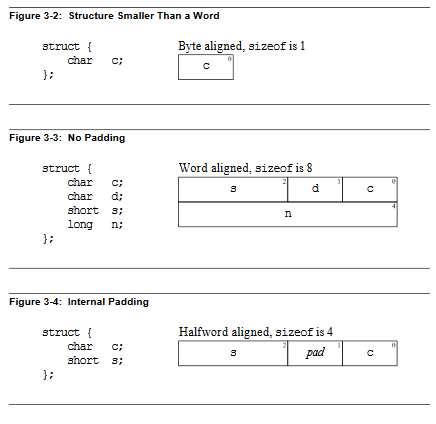 Figure 3-2: Structure Smaller Than a Word
struct {
char c;
};
Byte aligned, sizeof is 1
0
c
Figure 3-3: No Padding
struct {
char c;
char d;
short s;
long n;
};
Word aligned, sizeof is 8
2 1 0
s d c
4
n
Figure 3-4: Internal Padding
struct {
char c;
short s;
};
Halfword aligned, sizeof is 4
2 1 0
s pad c